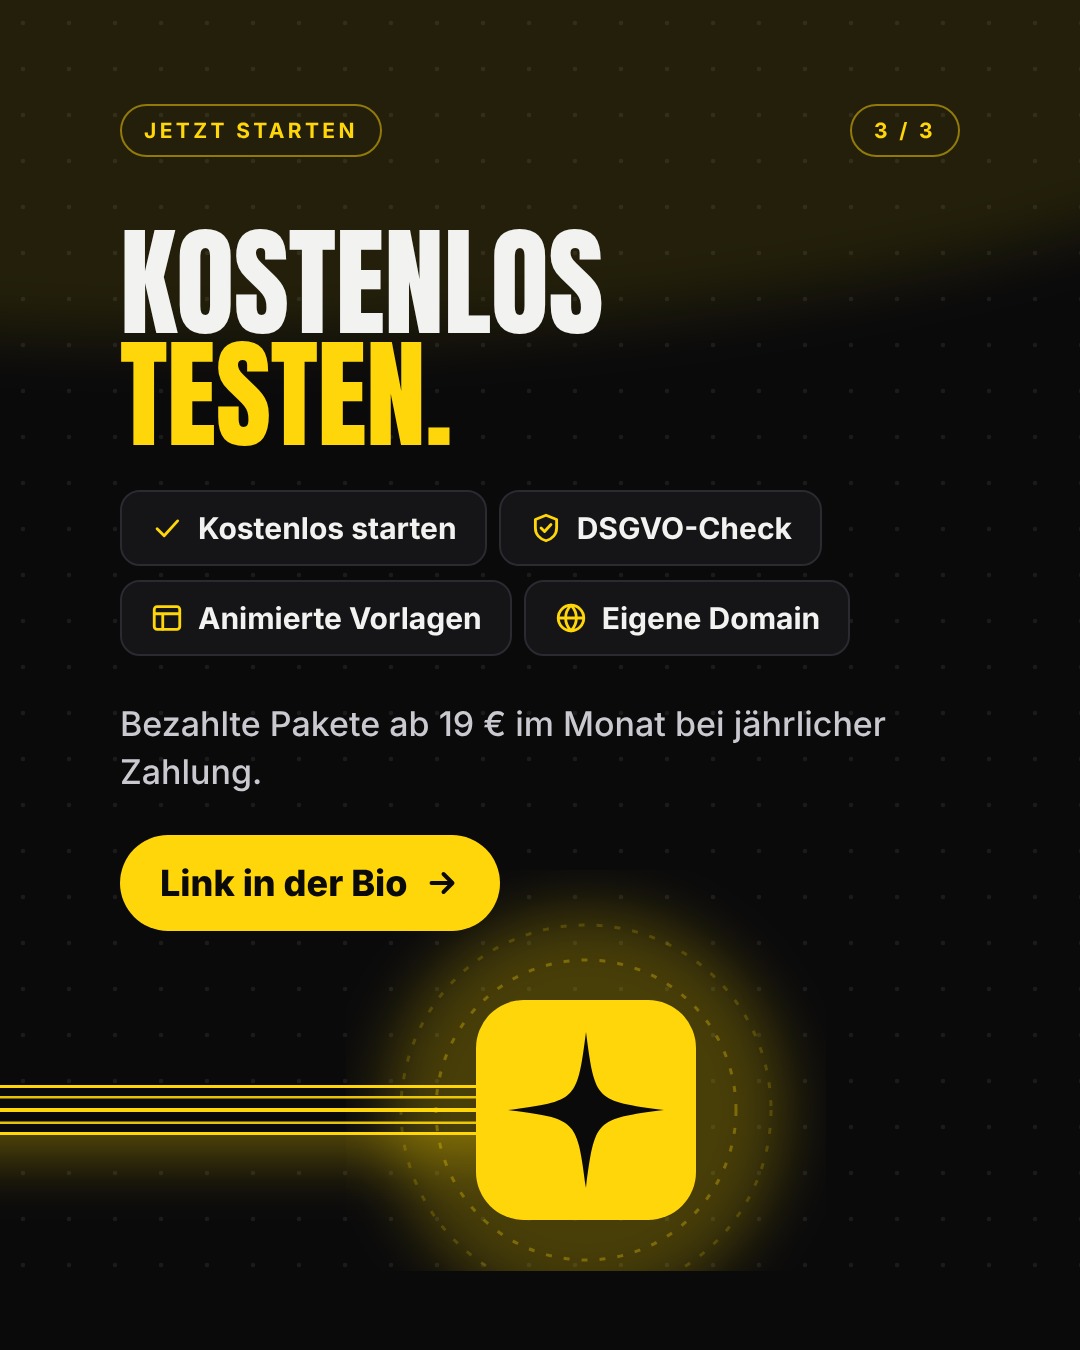 JETZT STARTEN
3 / 3
KOSTENLOS
TESTEN.
Kostenlos starten
DSGVO-Check
Animierte Vorlagen
Eigene Domain
Bezahlte Pakete ab 19 € im Monat bei jährlicher
Zahlung.
Link in der Bio →